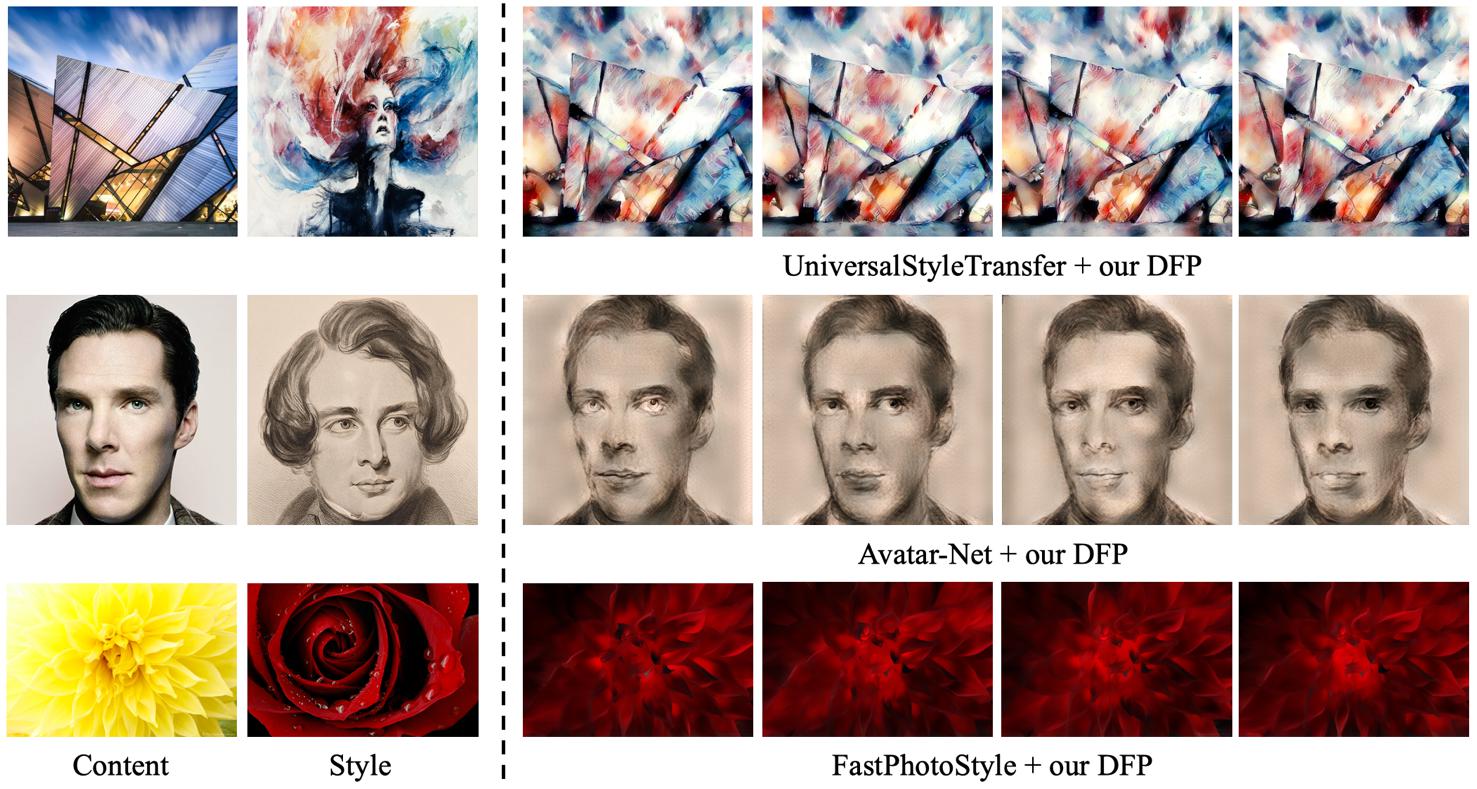 UniversalStyleTransfer + our DFP
Avatar-Net + our DFP
Content
Style
FastPhotoStyle + our DFP